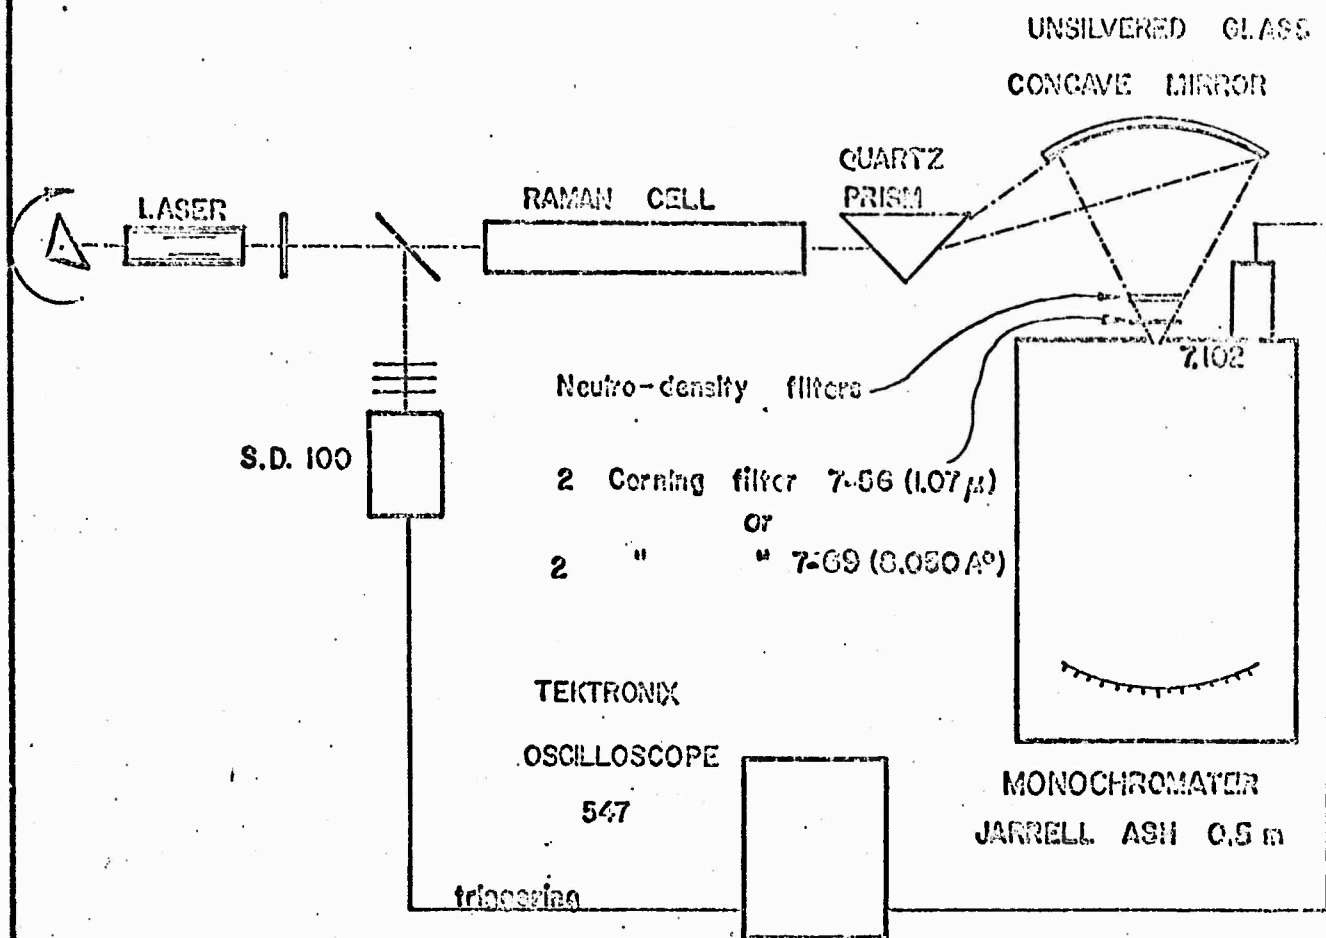 UNSILVERED GLASS
CONCAVE MIRROR
QUARTZ
PRISM
LASER
RAMAN CELL
7.102
Neutro-density filters
S.D. 100
2 Corning filter 7-56 (1.07 μ)
or
2 " " 7-69 (8.050 A°)
TEKTRONIX
OSCILLOSCOPE
547
MONOCHROMATER
JARRELL ASH 0.5 m
triggering